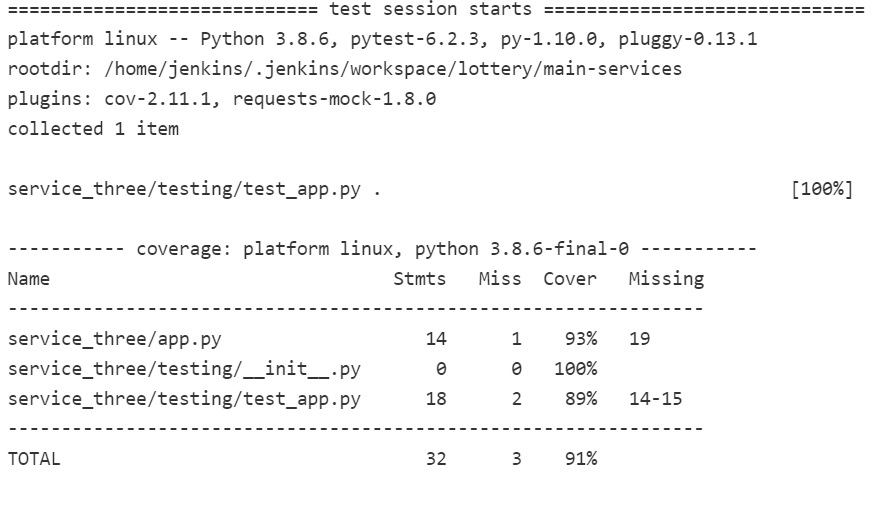 ============================= test session starts ==============================
platform linux -- Python 3.8.6, pytest-6.2.3, py-1.10.0, pluggy-0.13.1
rootdir: /home/jenkins/.jenkins/workspace/lottery/main-services
plugins: cov-2.11.1, requests-mock-1.8.0
collected 1 item
service_three/testing/test_app.py .                                      [100%]
----------- coverage: platform linux, python 3.8.6-final-0 -----------
Name                                Stmts   Miss  Cover   Missing
-----------------------------------------------------------------
service_three/app.py                   14      1    93%   19
service_three/testing/__init__.py       0      0   100%
service_three/testing/test_app.py      18      2    89%   14-15
-----------------------------------------------------------------
TOTAL                                  32      3    91%